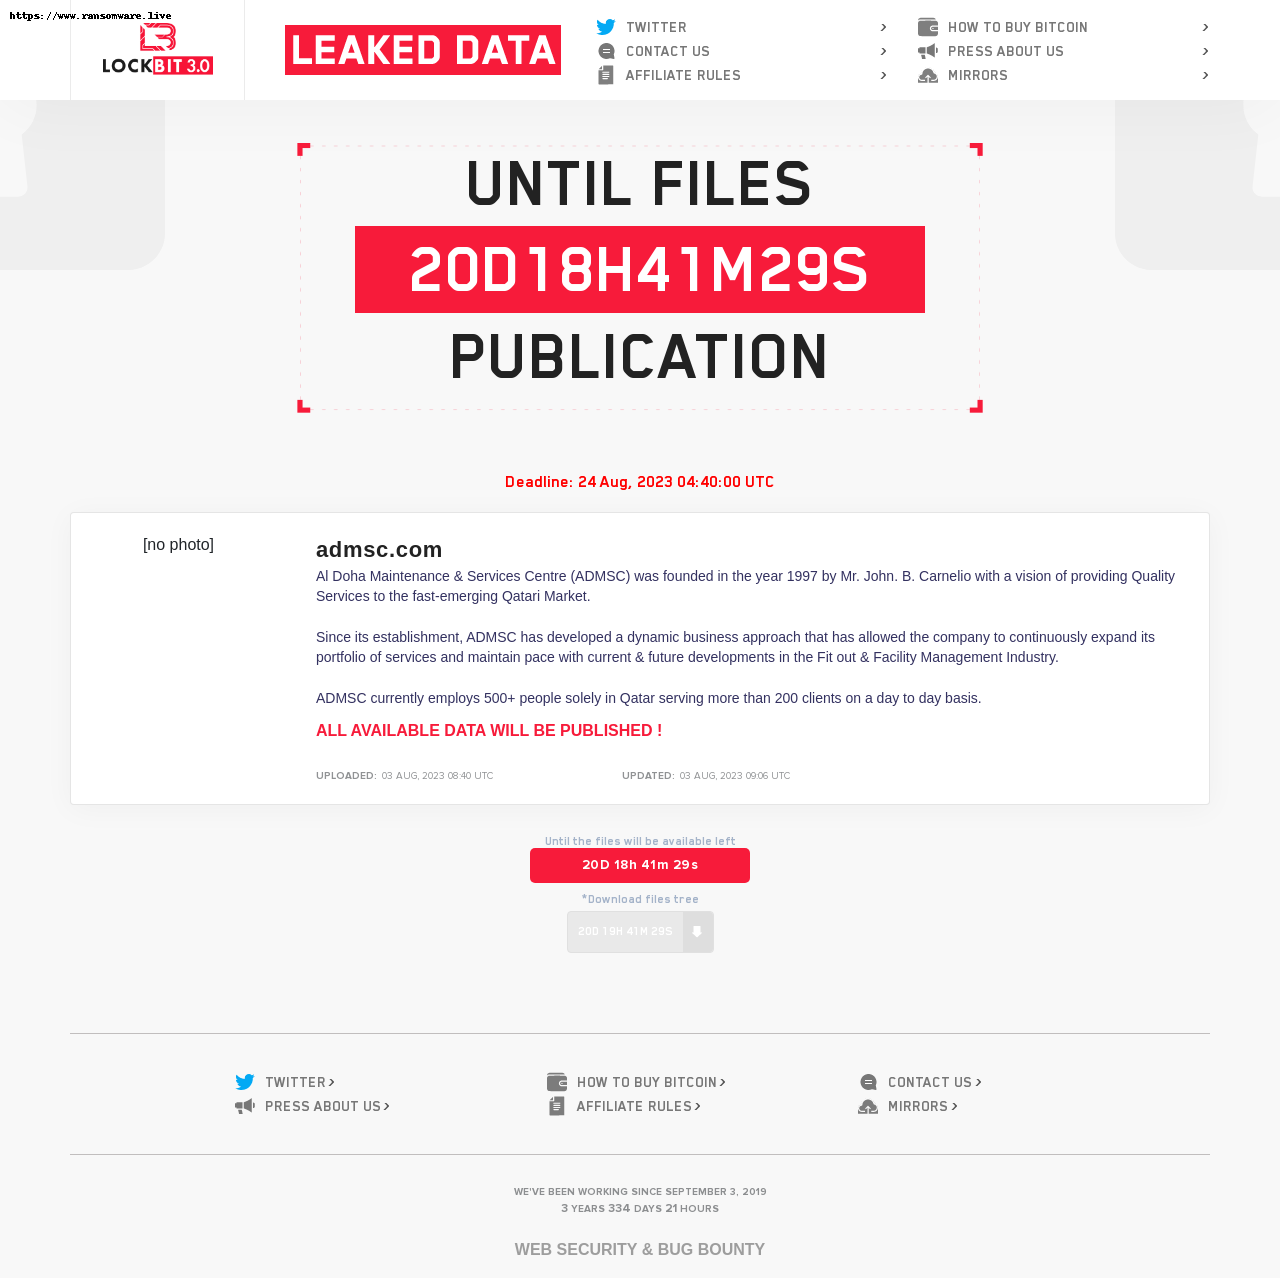 https://www.ransomware.live
LOCKBIT 3.0
LEAKED DATA
TWITTER
CONTACT US
AFFILIATE RULES
HOW TO BUY BITCOIN
PRESS ABOUT US
MIRRORS
UNTIL FILES
20D18H41M29S
PUBLICATION
Deadline: 24 Aug, 2023 04:40:00 UTC
[no photo]
admsc.com
Al Doha Maintenance & Services Centre (ADMSC) was founded in the year 1997 by Mr. John. B. Carnelio with a vision of providing Quality
Services to the fast-emerging Qatari Market.
Since its establishment, ADMSC has developed a dynamic business approach that has allowed the company to continuously expand its
portfolio of services and maintain pace with current & future developments in the Fit out & Facility Management Industry.
ADMSC currently employs 500+ people solely in Qatar serving more than 200 clients on a day to day basis.
ALL AVAILABLE DATA WILL BE PUBLISHED !
UPLOADED: 03 AUG, 2023 08:40 UTC
UPDATED: 03 AUG, 2023 09:06 UTC
Until the files will be available left
20D 18h 41m 29s
*Download files tree
20D 19H 41M 29S
TWITTER
PRESS ABOUT US
HOW TO BUY BITCOIN
AFFILIATE RULES
CONTACT US
MIRRORS
WE'VE BEEN WORKING SINCE SEPTEMBER 3, 2019
3 YEARS 334 DAYS 21 HOURS
WEB SECURITY & BUG BOUNTY